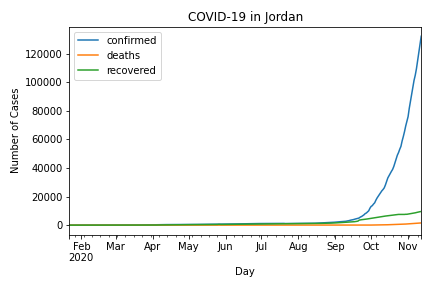 COVID-19 in Jordan
confirmed
deaths
recovered
Number of Cases
120000
100000
80000
60000
40000
20000
0
Feb Mar Apr May Jun Jul Aug Sep Oct Nov
2020
Day